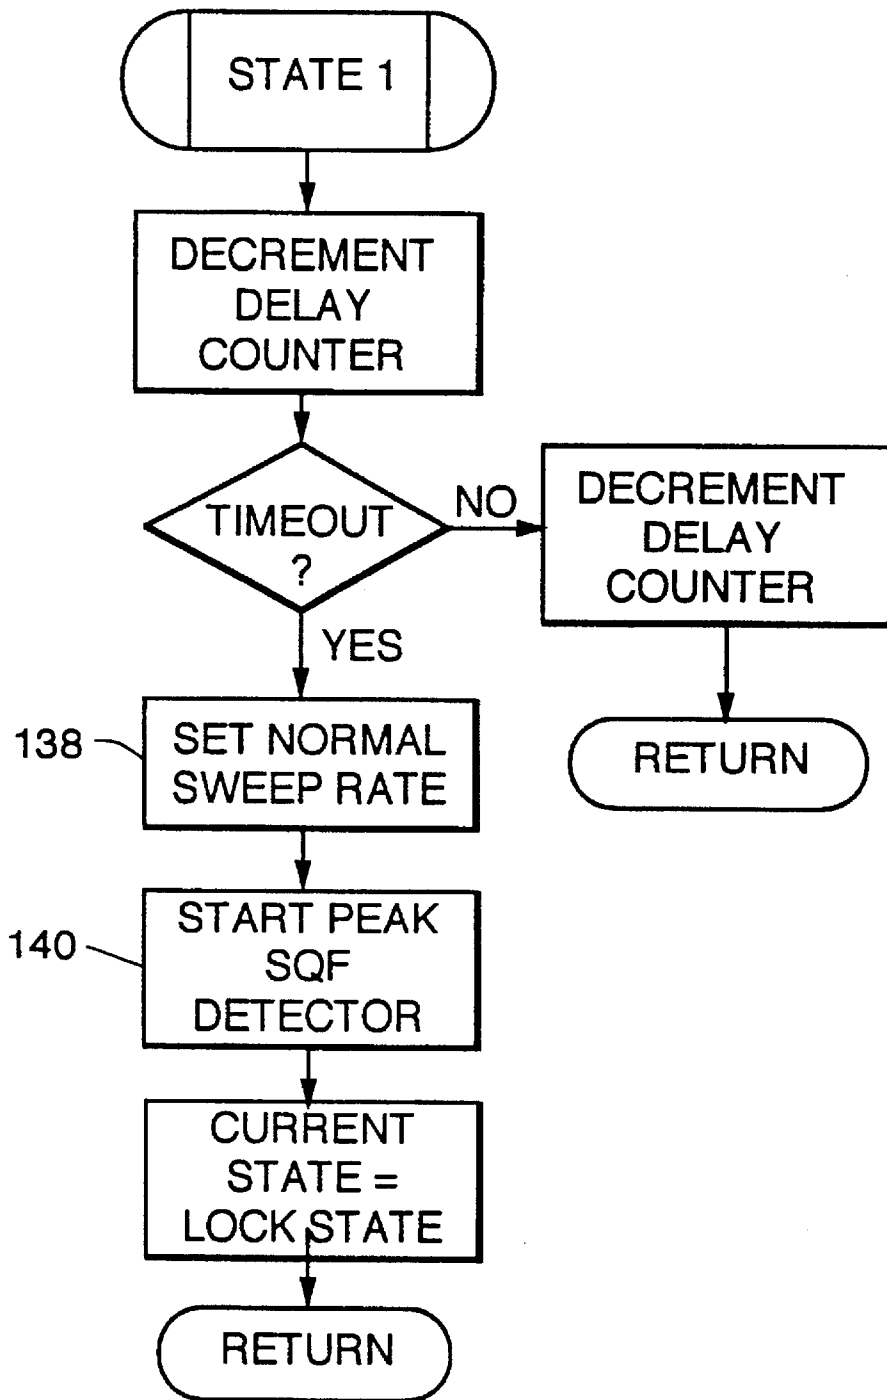 STATE 1
DECREMENT
DELAY
COUNTER
TIMEOUT
?
NO
DECREMENT
DELAY
COUNTER
RETURN
YES
138
SET NORMAL
SWEEP RATE
140
START PEAK
SQF
DETECTOR
CURRENT
STATE =
LOCK STATE
RETURN